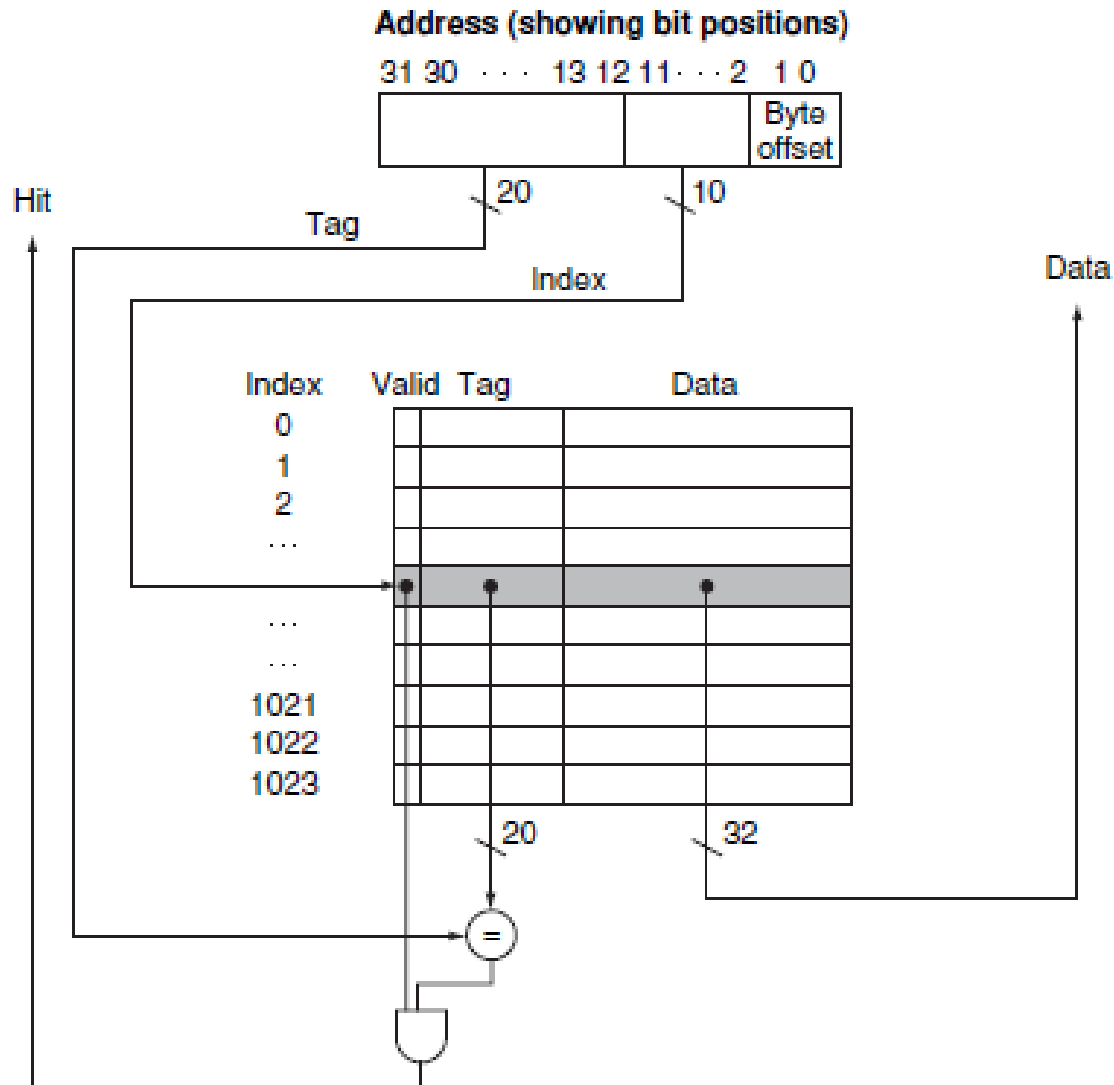 Address (showing bit positions)
31 30 · · · 13 12 11 · · · 2 1 0
Byte
offset
20 10
Hit
Tag
Data
Index
Index Valid Tag Data
0
1
2
...
...
...
1021
1022
1023
20 32
=